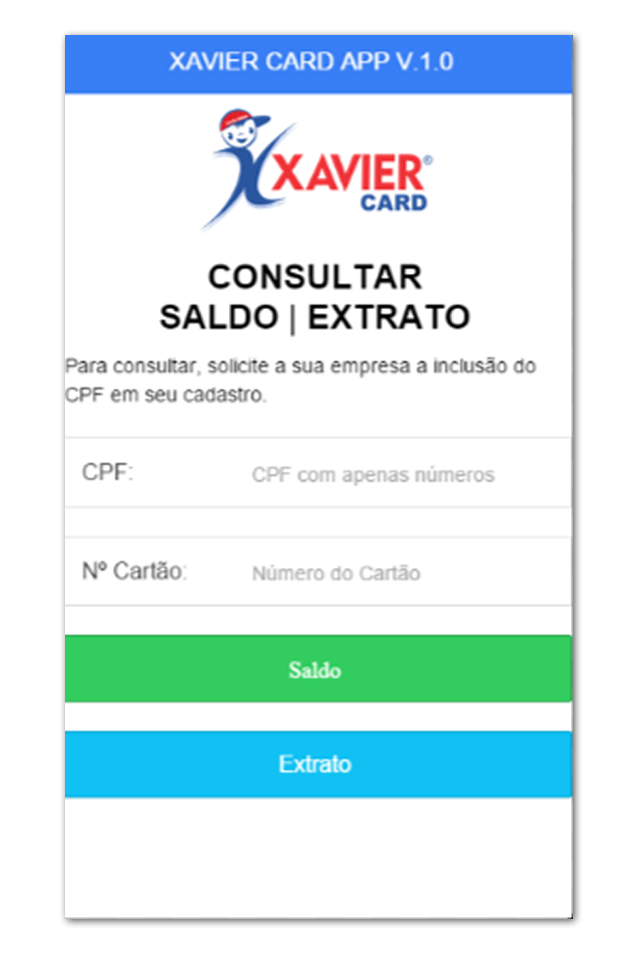 XAVIER CARD APP V.1.0
XAVIER®
CARD
CONSULTAR
SALDO | EXTRATO
Para consultar, solicite a sua empresa a inclusão do
CPF em seu cadastro.
CPF: CPF com apenas números
Nº Cartão: Número do Cartão
Saldo
Extrato